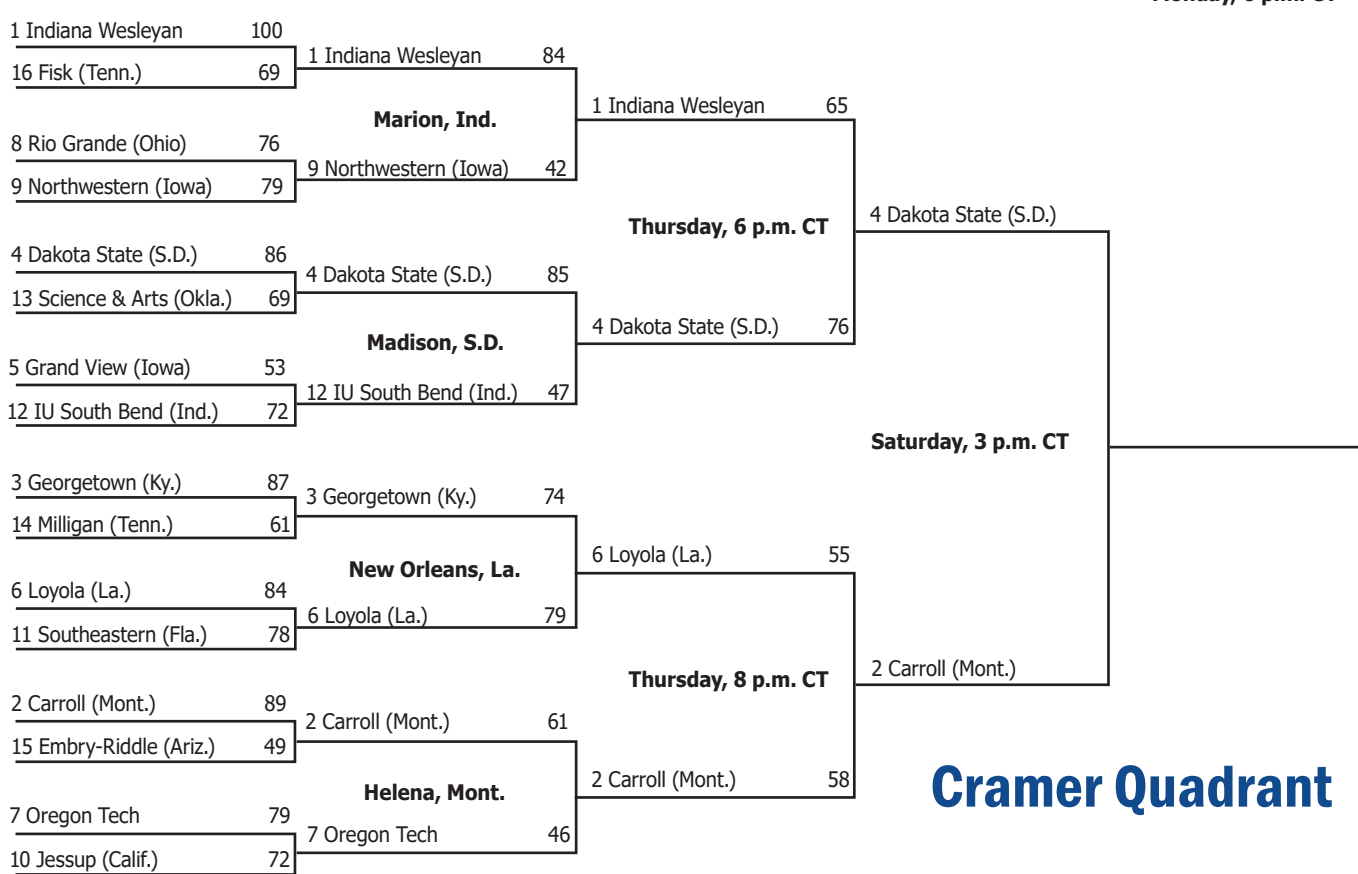 1 Indiana Wesleyan 100
16 Fisk (Tenn.) 69
8 Rio Grande (Ohio) 76
9 Northwestern (Iowa) 79
4 Dakota State (S.D.) 86
13 Science & Arts (Okla.) 69
5 Grand View (Iowa) 53
12 IU South Bend (Ind.) 72
3 Georgetown (Ky.) 87
14 Milligan (Tenn.) 61
6 Loyola (La.) 84
11 Southeastern (Fla.) 78
2 Carroll (Mont.) 89
15 Embry-Riddle (Ariz.) 49
7 Oregon Tech 79
10 Jessup (Calif.) 72
1 Indiana Wesleyan 84
Marion, Ind.
9 Northwestern (Iowa) 42
4 Dakota State (S.D.) 85
Madison, S.D.
12 IU South Bend (Ind.) 47
3 Georgetown (Ky.) 74
New Orleans, La.
6 Loyola (La.) 79
2 Carroll (Mont.) 61
Helena, Mont.
7 Oregon Tech 46
1 Indiana Wesleyan 65
Thursday, 6 p.m. CT
4 Dakota State (S.D.) 76
6 Loyola (La.) 55
Thursday, 8 p.m. CT
2 Carroll (Mont.) 58
4 Dakota State (S.D.)
Saturday, 3 p.m. CT
2 Carroll (Mont.)
Cramer Quadrant